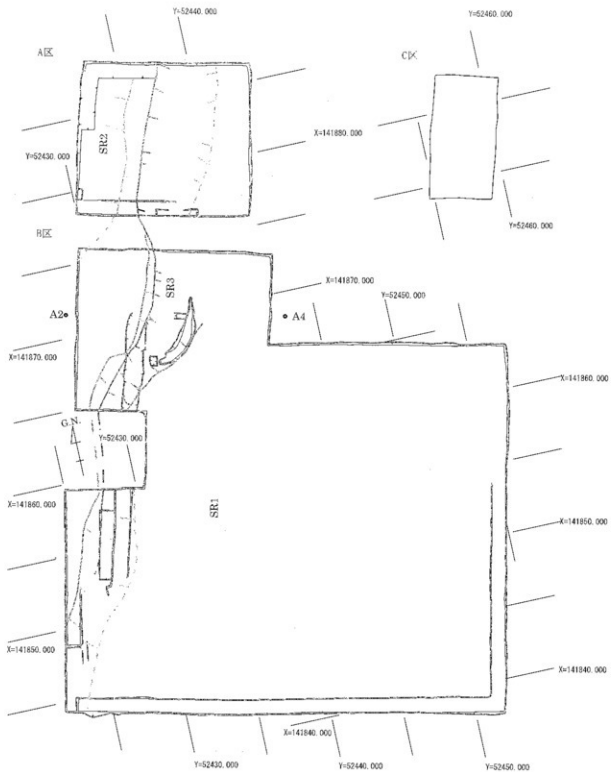 Y=52440.000
Y=52460.000
A区
C区
SR2
X=141880.000
Y=52430.000
Y=52460.000
B区
X=141870.000
SR3
Y=52450.000
A2
A4
X=141870.000
X=141860.000
G.N.
Y=52430.000
X=141860.000
SR1
X=141850.000
X=141850.000
X=141840.000
X=141840.000
Y=52430.000
Y=52440.000
Y=52450.000